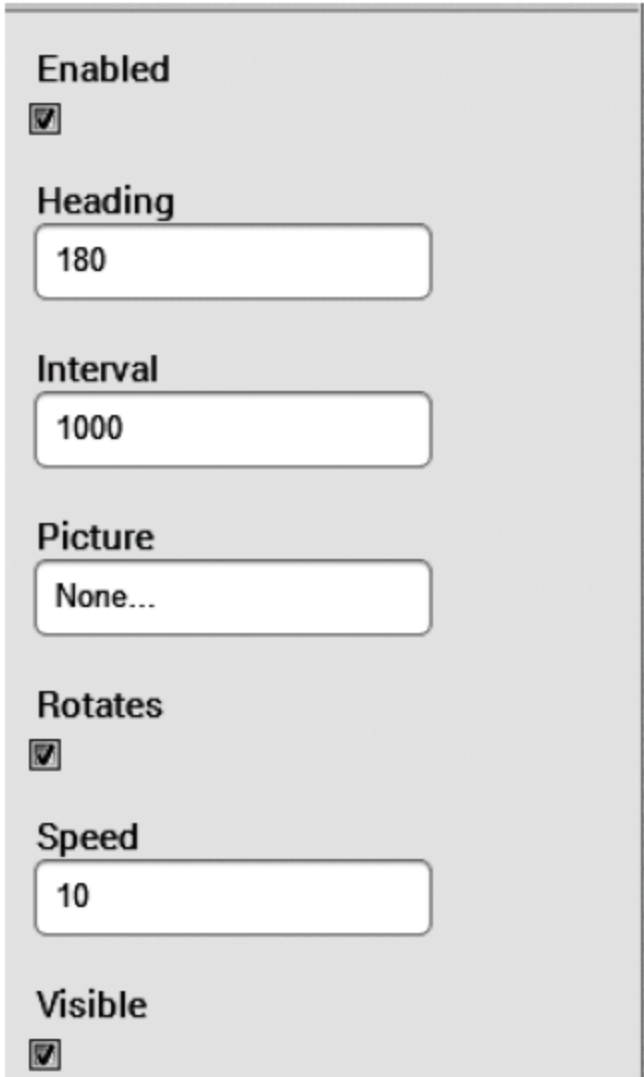 Enabled
Heading
180
Interval
1000
Picture
None...
Rotates
Speed
10
Visible